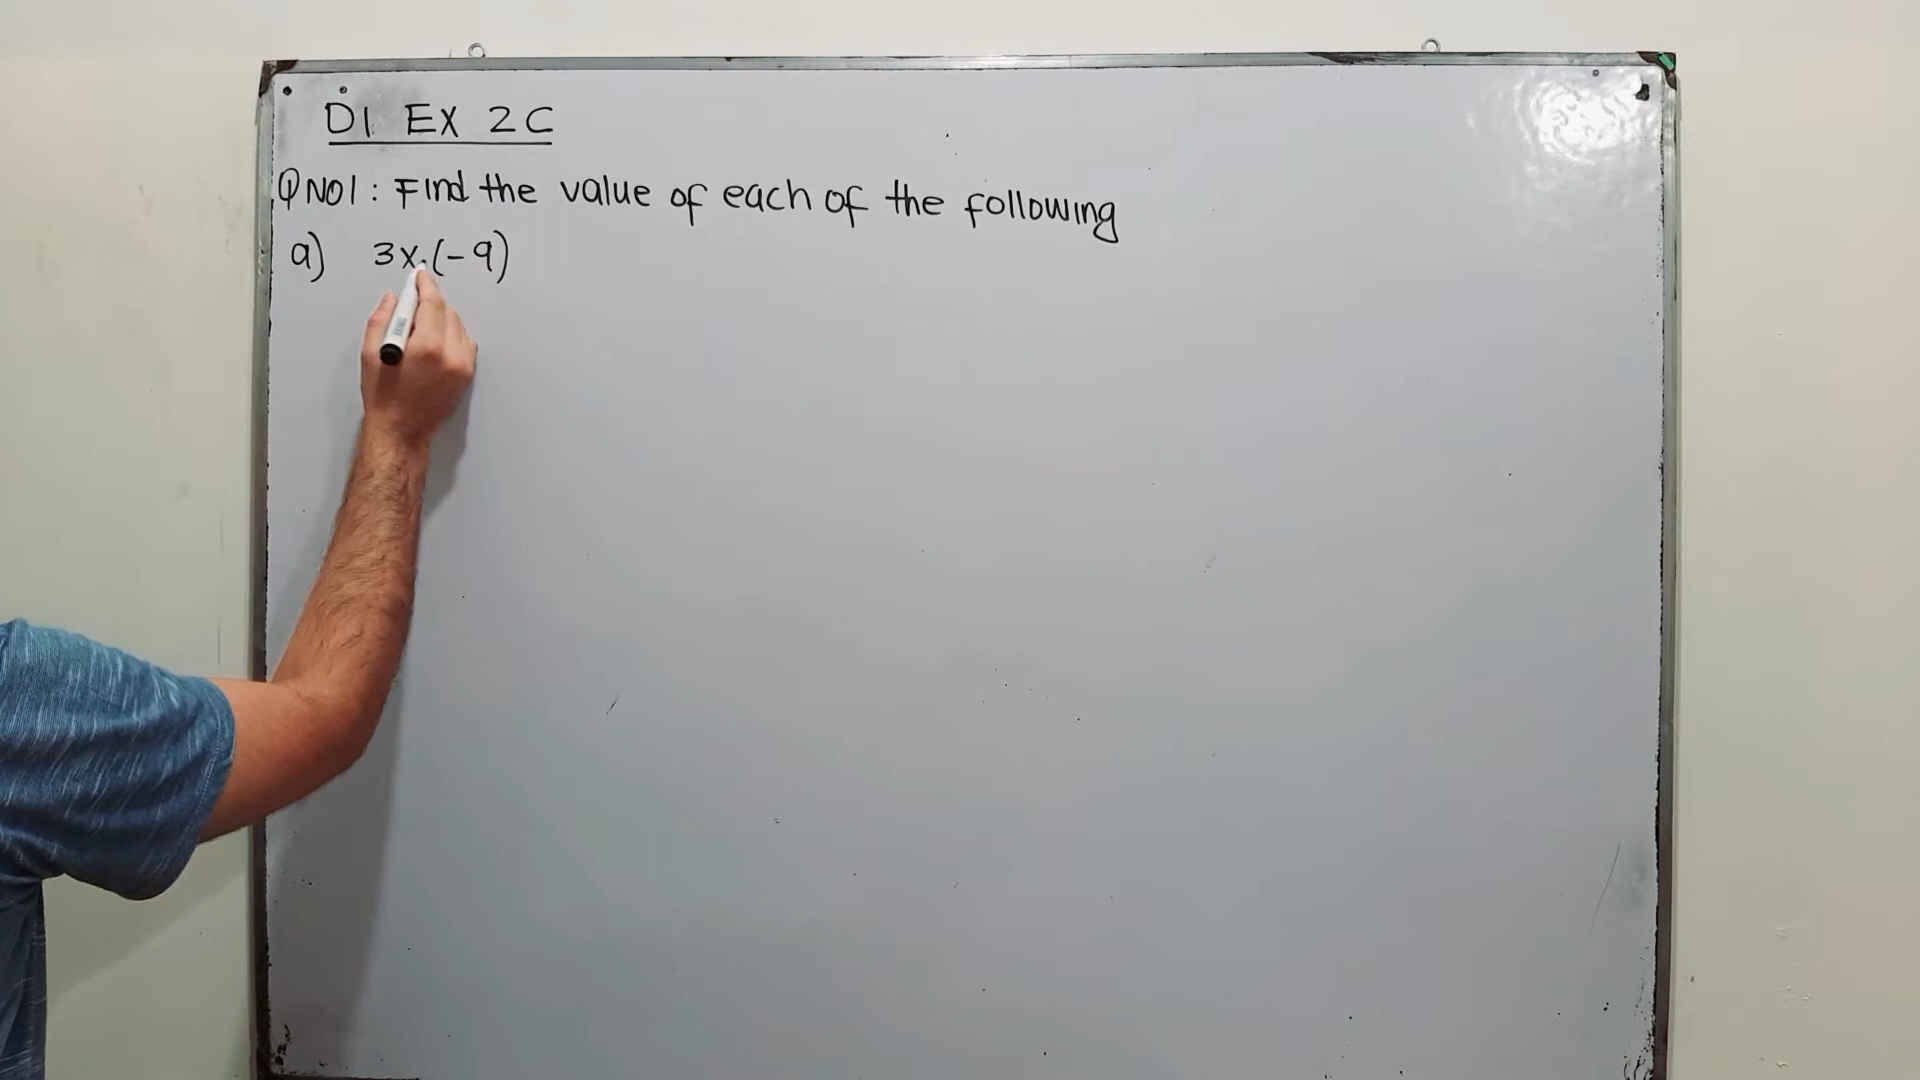 D1 EX 2C
QNO1: Find the value of each of the following
a) 3x(-9)